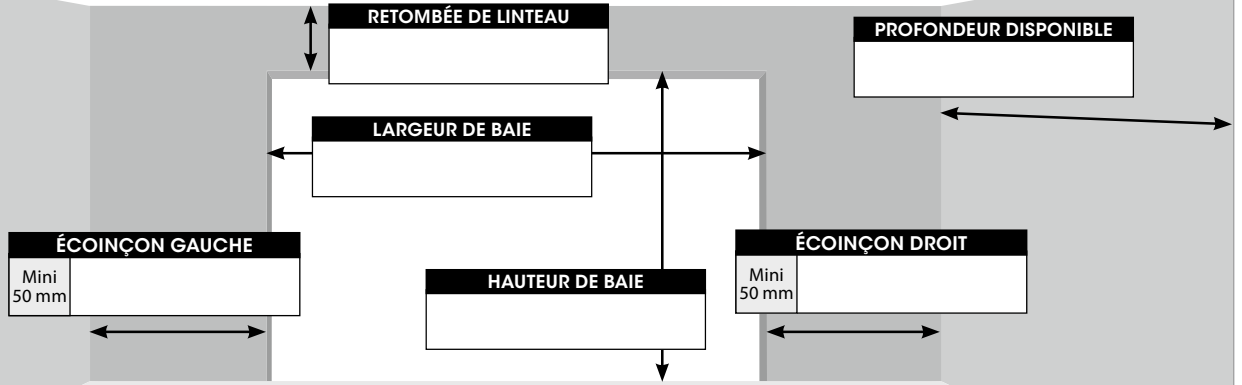 RETOMBÉE DE LINTEAU
PROFONDEUR DISPONIBLE
LARGEUR DE BAIE
ÉCOINÇON GAUCHE
Mini
50 mm
HAUTEUR DE BAIE
ÉCOINÇON DROIT
Mini
50 mm